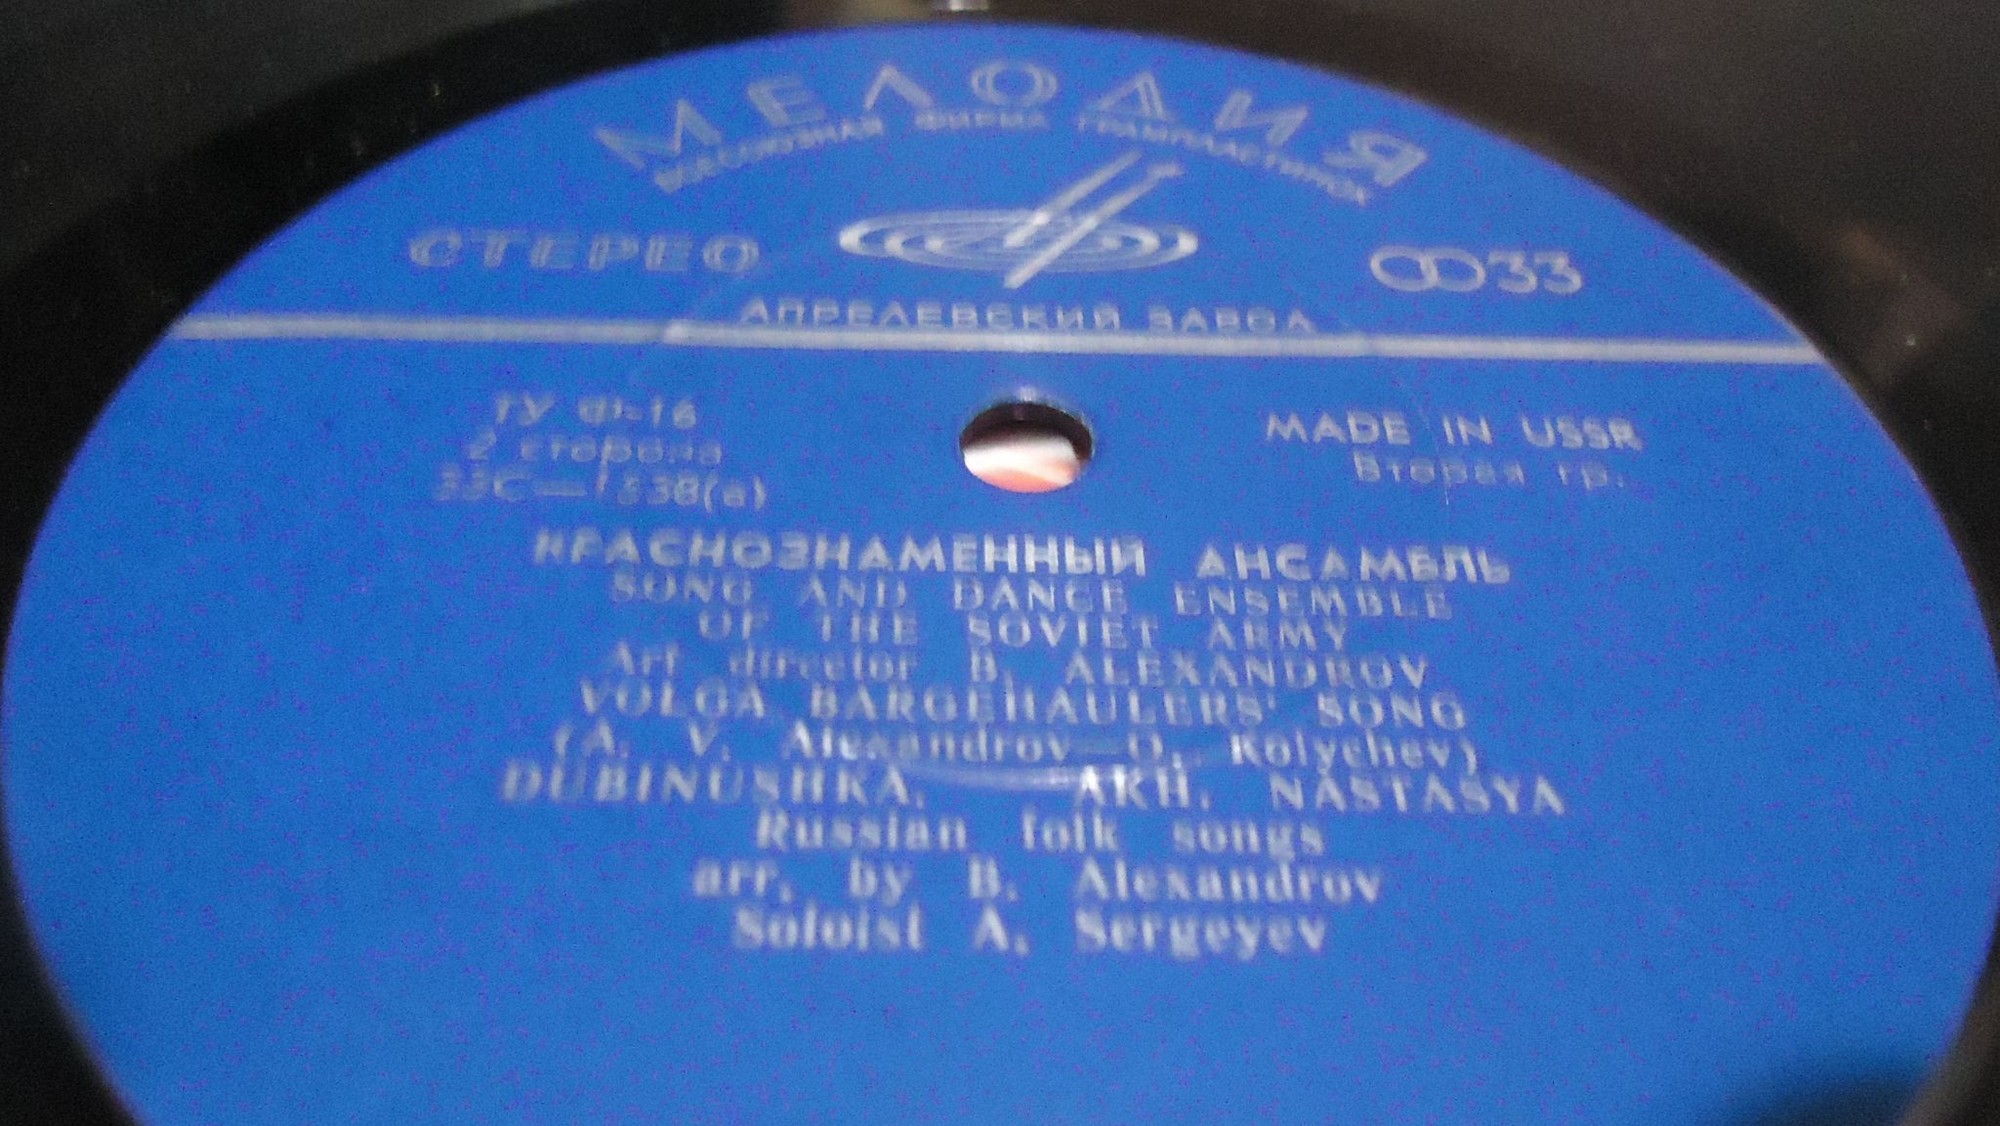 МЕЛОДИЯ
ВСЕСОЮЗНАЯ ФИРМА ГРАМПЛАСТИНОК
СТЕРЕО
33
АПРЕЛЕВСКИЙ ЗАВОД
ТУ Ф-16
2 сторона
MADE IN USSR
Вторая гр.
КРАСНОЗНАМЕННЫЙ АНСАМБЛЬ
SONG AND DANCE ENSEMBLE
OF THE SOVIET ARMY
Art director B. ALEXANDROV
VOLGA BARGEHAULERS' SONG
(A. V. Alexandrov—O. Kolychev)
DUBINUSHKA. AKH, NASTASYA
Russian folk songs
arr. by B. Alexandrov
Soloist A. Sergeyev